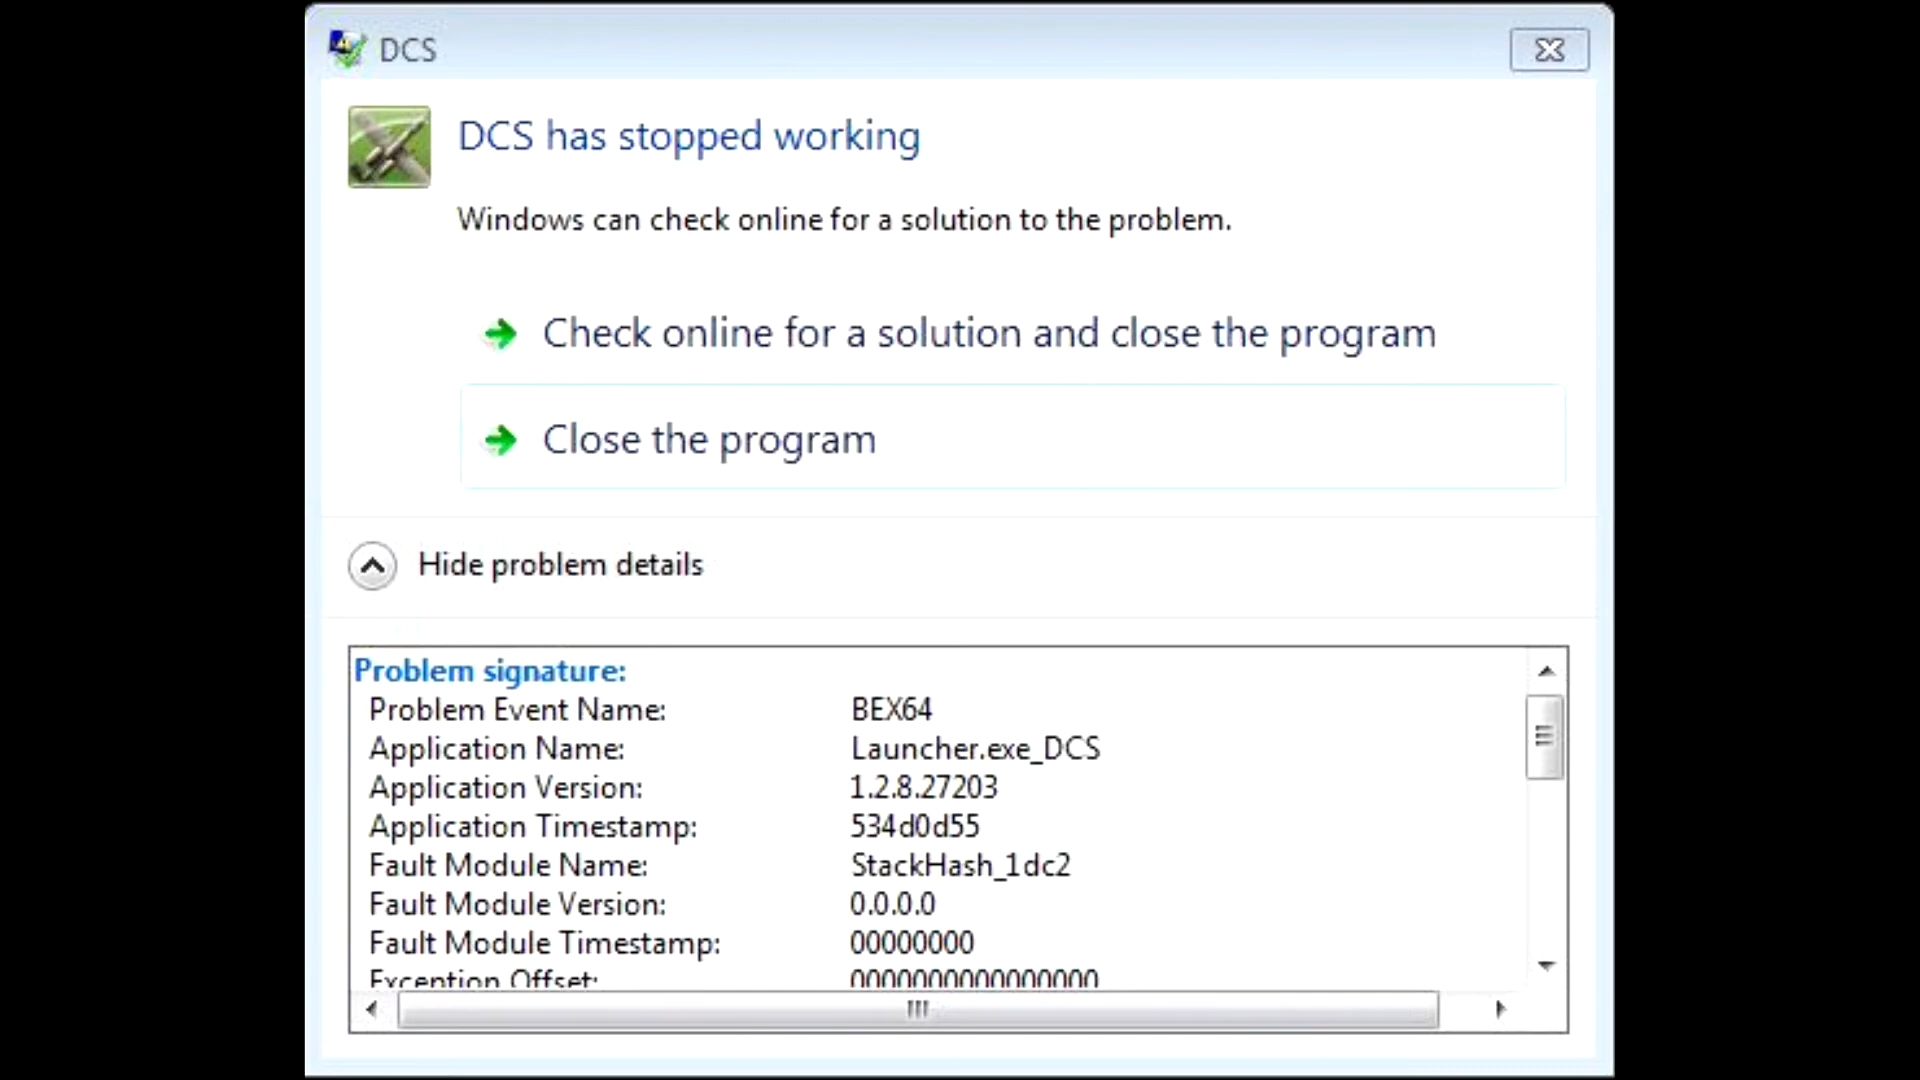 DCS
DCS has stopped working
Windows can check online for a solution to the problem.
Check online for a solution and close the program
Close the program
Hide problem details
Problem signature:
Problem Event Name: BEX64
Application Name: Launcher.exe_DCS
Application Version: 1.2.8.27203
Application Timestamp: 534d0d55
Fault Module Name: StackHash_1dc2
Fault Module Version: 0.0.0.0
Fault Module Timestamp: 00000000
Exception Offset: 0000000000000000